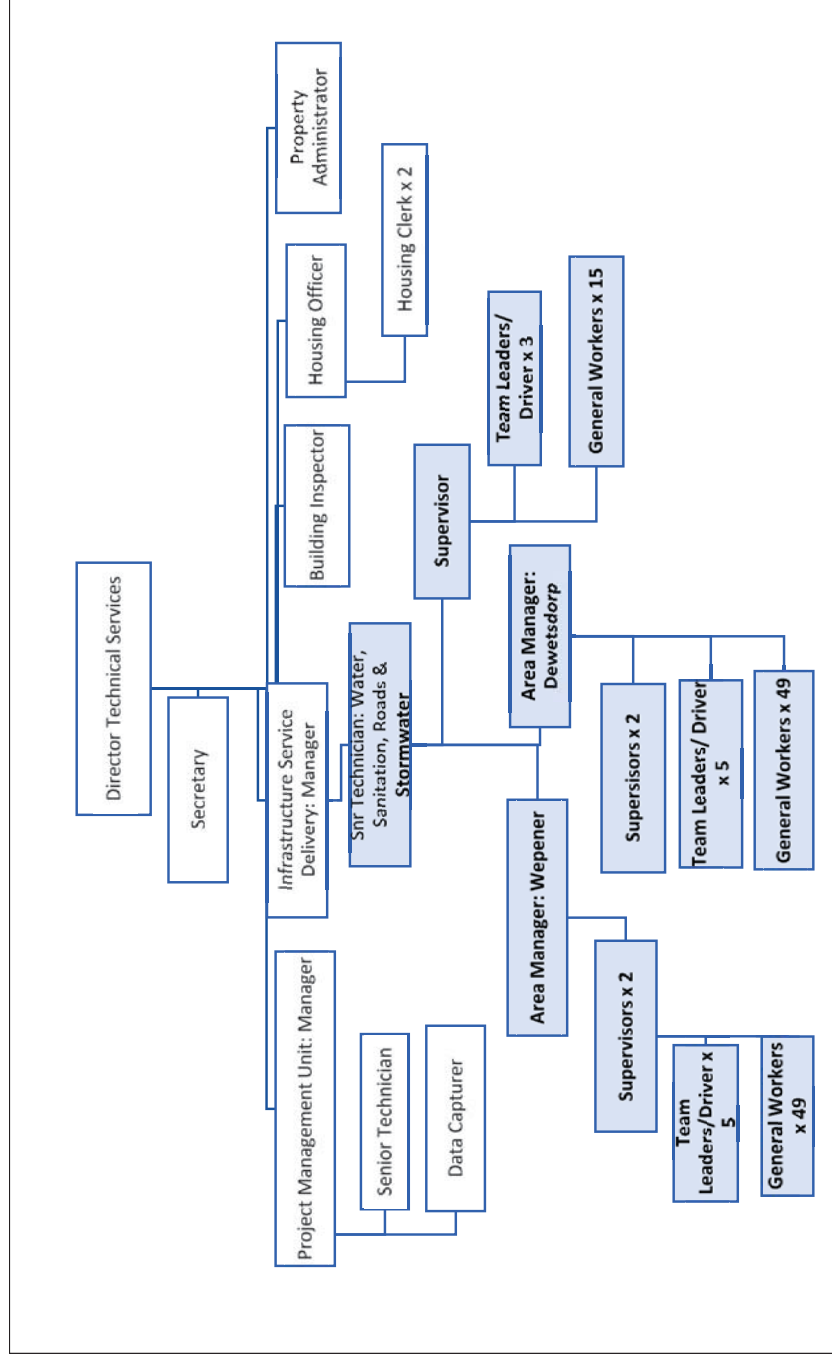 Director Technical Services
Secretary
Project Management Unit: Manager
Infrastructure Service
Delivery: Manager
Building Inspector
Housing Officer
Property
Administrator
Senior Technician
Data Capturer
Snr Technician: Water,
Sanitation, Roads &
Stormwater
Housing Clerk x 2
Supervisor
Team Leaders/
Driver x 3
General Workers x 15
Area Manager: Wepener
Area Manager:
Dewetsdorp
Supervisors x 2
Team
Leaders/Driver x
5
General Workers
x 49
Supersisors x 2
Team Leaders/ Driver
x 5
General Workers x 49